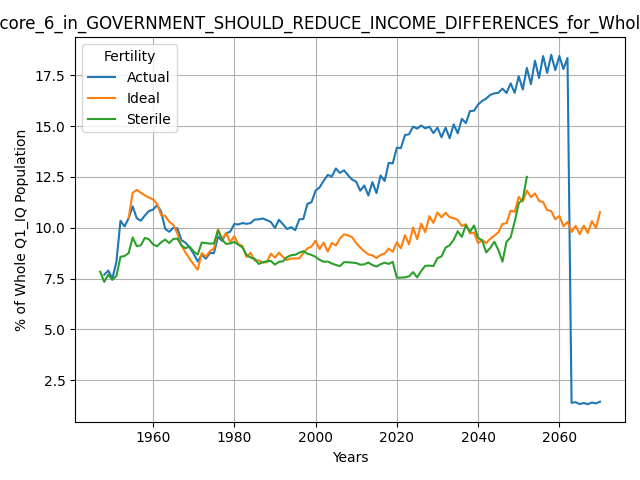 core_6_in_GOVERNMENT_SHOULD_REDUCE_INCOME_DIFFERENCES_for_Whol
Fertility
Actual
Ideal
Sterile
% of Whole Q1_IQ Population
17.5
15.0
12.5
10.0
7.5
5.0
2.5
1960
1980
2000
2020
2040
2060
Years